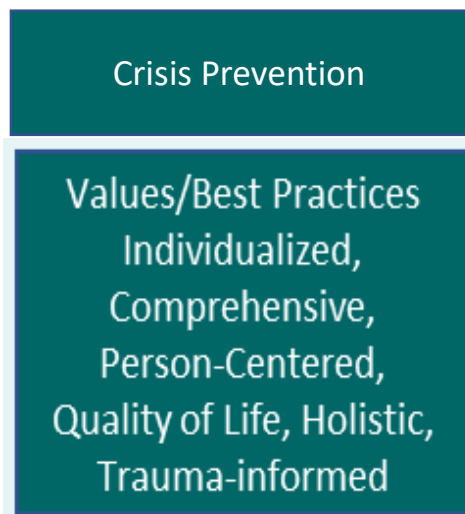 Crisis Prevention
Values/Best Practices
Individualized,
Comprehensive,
Person-Centered,
Quality of Life, Holistic,
Trauma-informed